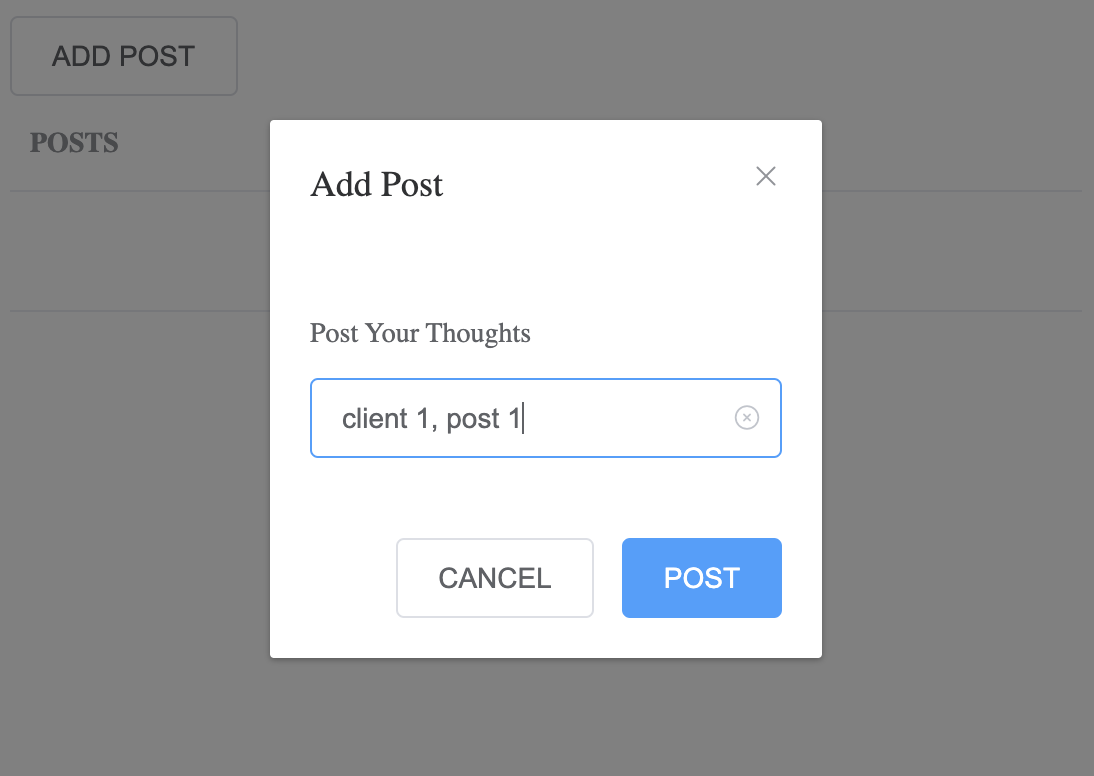 ADD POST
POSTS
Add Post
Post Your Thoughts
client 1, post 1
CANCEL
POST